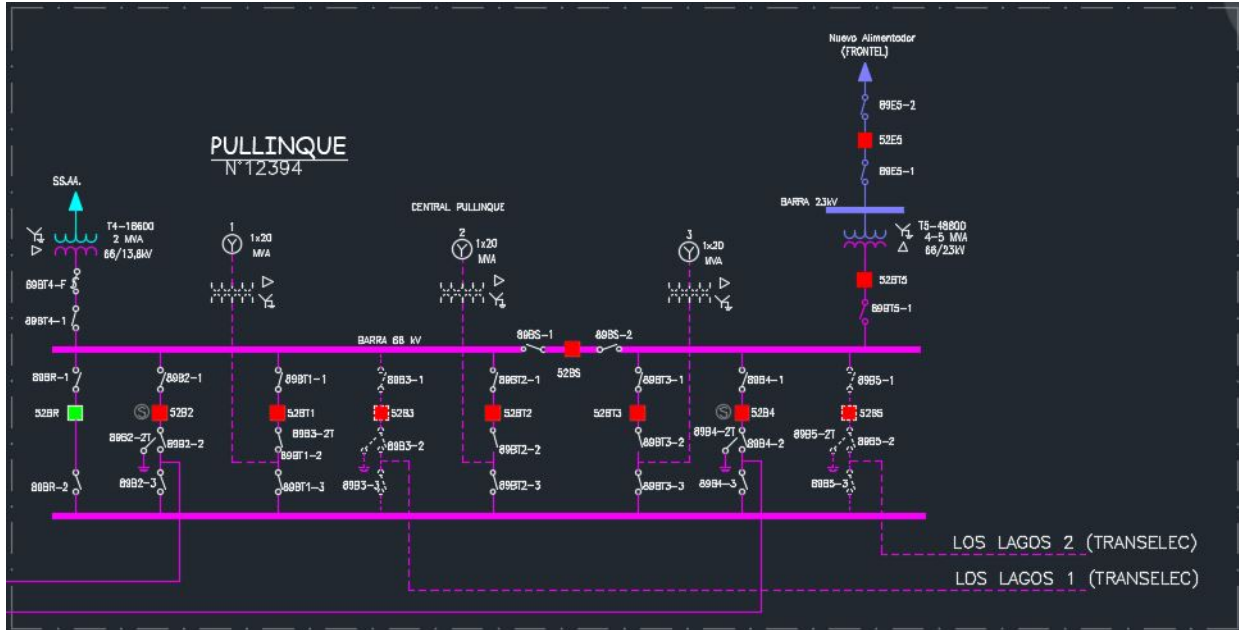 Nuevo Alimentador
(FRONTEL)
89E5-2
52E5
89E5-1
BARRA 23kV
PULLINQUE
N°12394
SS.AA.
T4-18600
2 MVA
66/13,8kV
1
1x20
MVA
CENTRAL PULLINQUE
2
1x20
MVA
3
1x20
MVA
T5-48800
4-5 MVA
66/23kV
52BT5
89BT5-1
89BT4-F
89BT4-1
BARRA 66 kV
89BS-1
89BS-2
52BS
89BR-1
89B2-1
89BT1-1
89B3-1
89BT2-1
89BT3-1
89B4-1
89B5-1
52BR
S
52B2
52BT1
52B3
52BT2
52BT3
S
52B4
52B5
89B2-2T
89B2-2
89B3-2T
89BT1-2
89B3-2
89BT2-2
89BT3-2
89B4-2T
89B4-2
89B5-2T
89B5-2
89BR-2
89B2-3
89BT1-3
89B3-3
89BT2-3
89BT3-3
89B4-3
89B5-3
LOS LAGOS 2 (TRANSELEC)
LOS LAGOS 1 (TRANSELEC)